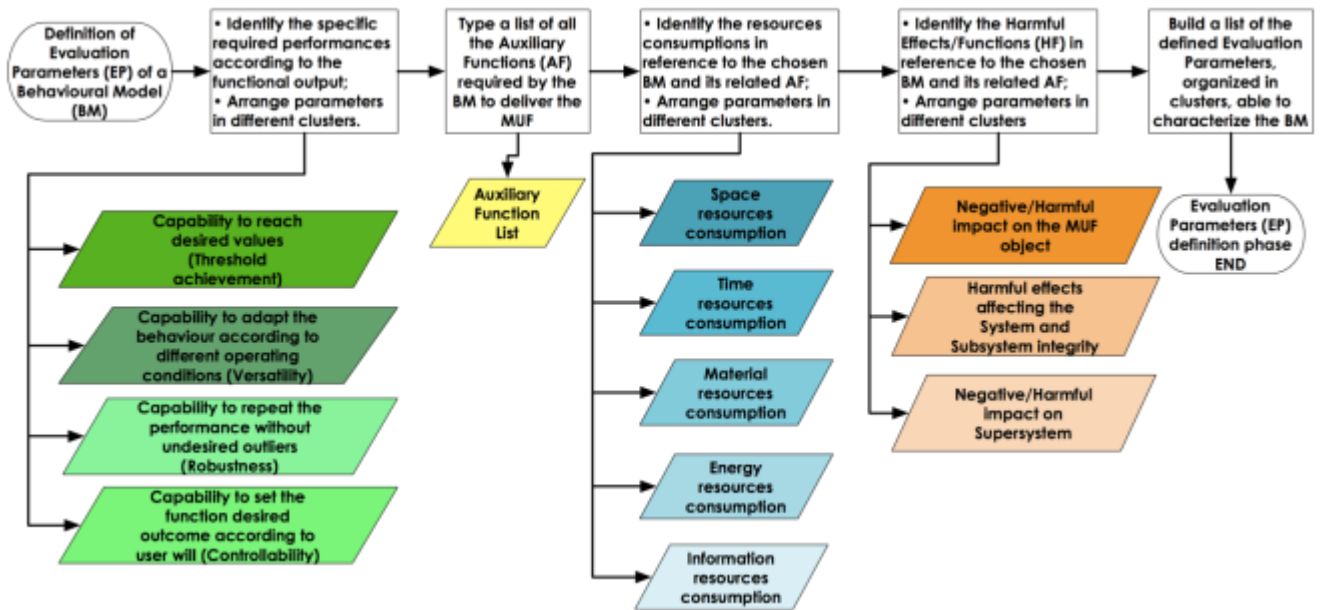 Definition of
Evaluation
Parameters (EP) of a
Behavioural Model
(BM)
• Identify the specific
required performances
according to the
functional output;
• Arrange parameters
in different clusters.
Type a list of all
the Auxiliary
Functions (AF)
required by the
BM to deliver the
MUF
• Identify the resources
consumptions in
reference to the chosen
BM and its related AF;
• Arrange parameters in
different clusters.
• Identify the Harmful
Effects/Functions (HF) in
reference to the chosen
BM and its related AF;
• Arrange parameters in
different clusters
Build a list of the
defined Evaluation
Parameters,
organized in
clusters, able to
characterize the BM
Capability to reach
desired values
(Threshold
achievement)
Capability to adapt the
behaviour according to
different operating
conditions (Versatility)
Capability to repeat the
performance without
undesired outliers
(Robustness)
Capability to set the
function desired
outcome according to
user will (Controllability)
Auxiliary
Function
List
Space
resources
consumption
Time
resources
consumption
Material
resources
consumption
Energy
resources
consumption
Information
resources
consumption
Negative/Harmful
impact on the MUF
object
Harmful effects
affecting the
System and
Subsystem integrity
Negative/Harmful
impact on
Supersystem
Evaluation
Parameters (EP)
definition phase
END